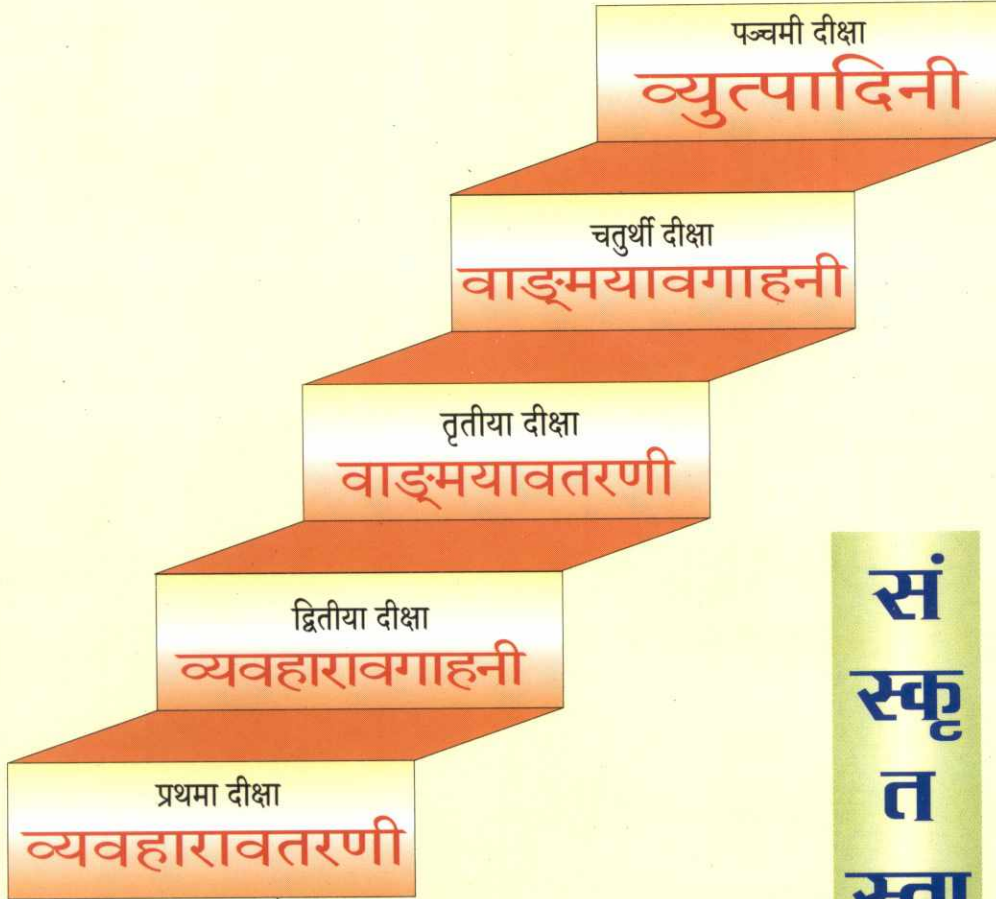 पञ्चमी दीक्षा
व्युत्पादिनी
चतुर्थी दीक्षा
वाङ्मयावगाहनी
तृतीया दीक्षा
वाङ्मयावतरणी
द्वितीया दीक्षा
व्यवहारावगाहनी
प्रथमा दीक्षा
व्यवहारावतरणी
सं
स्कृ
त